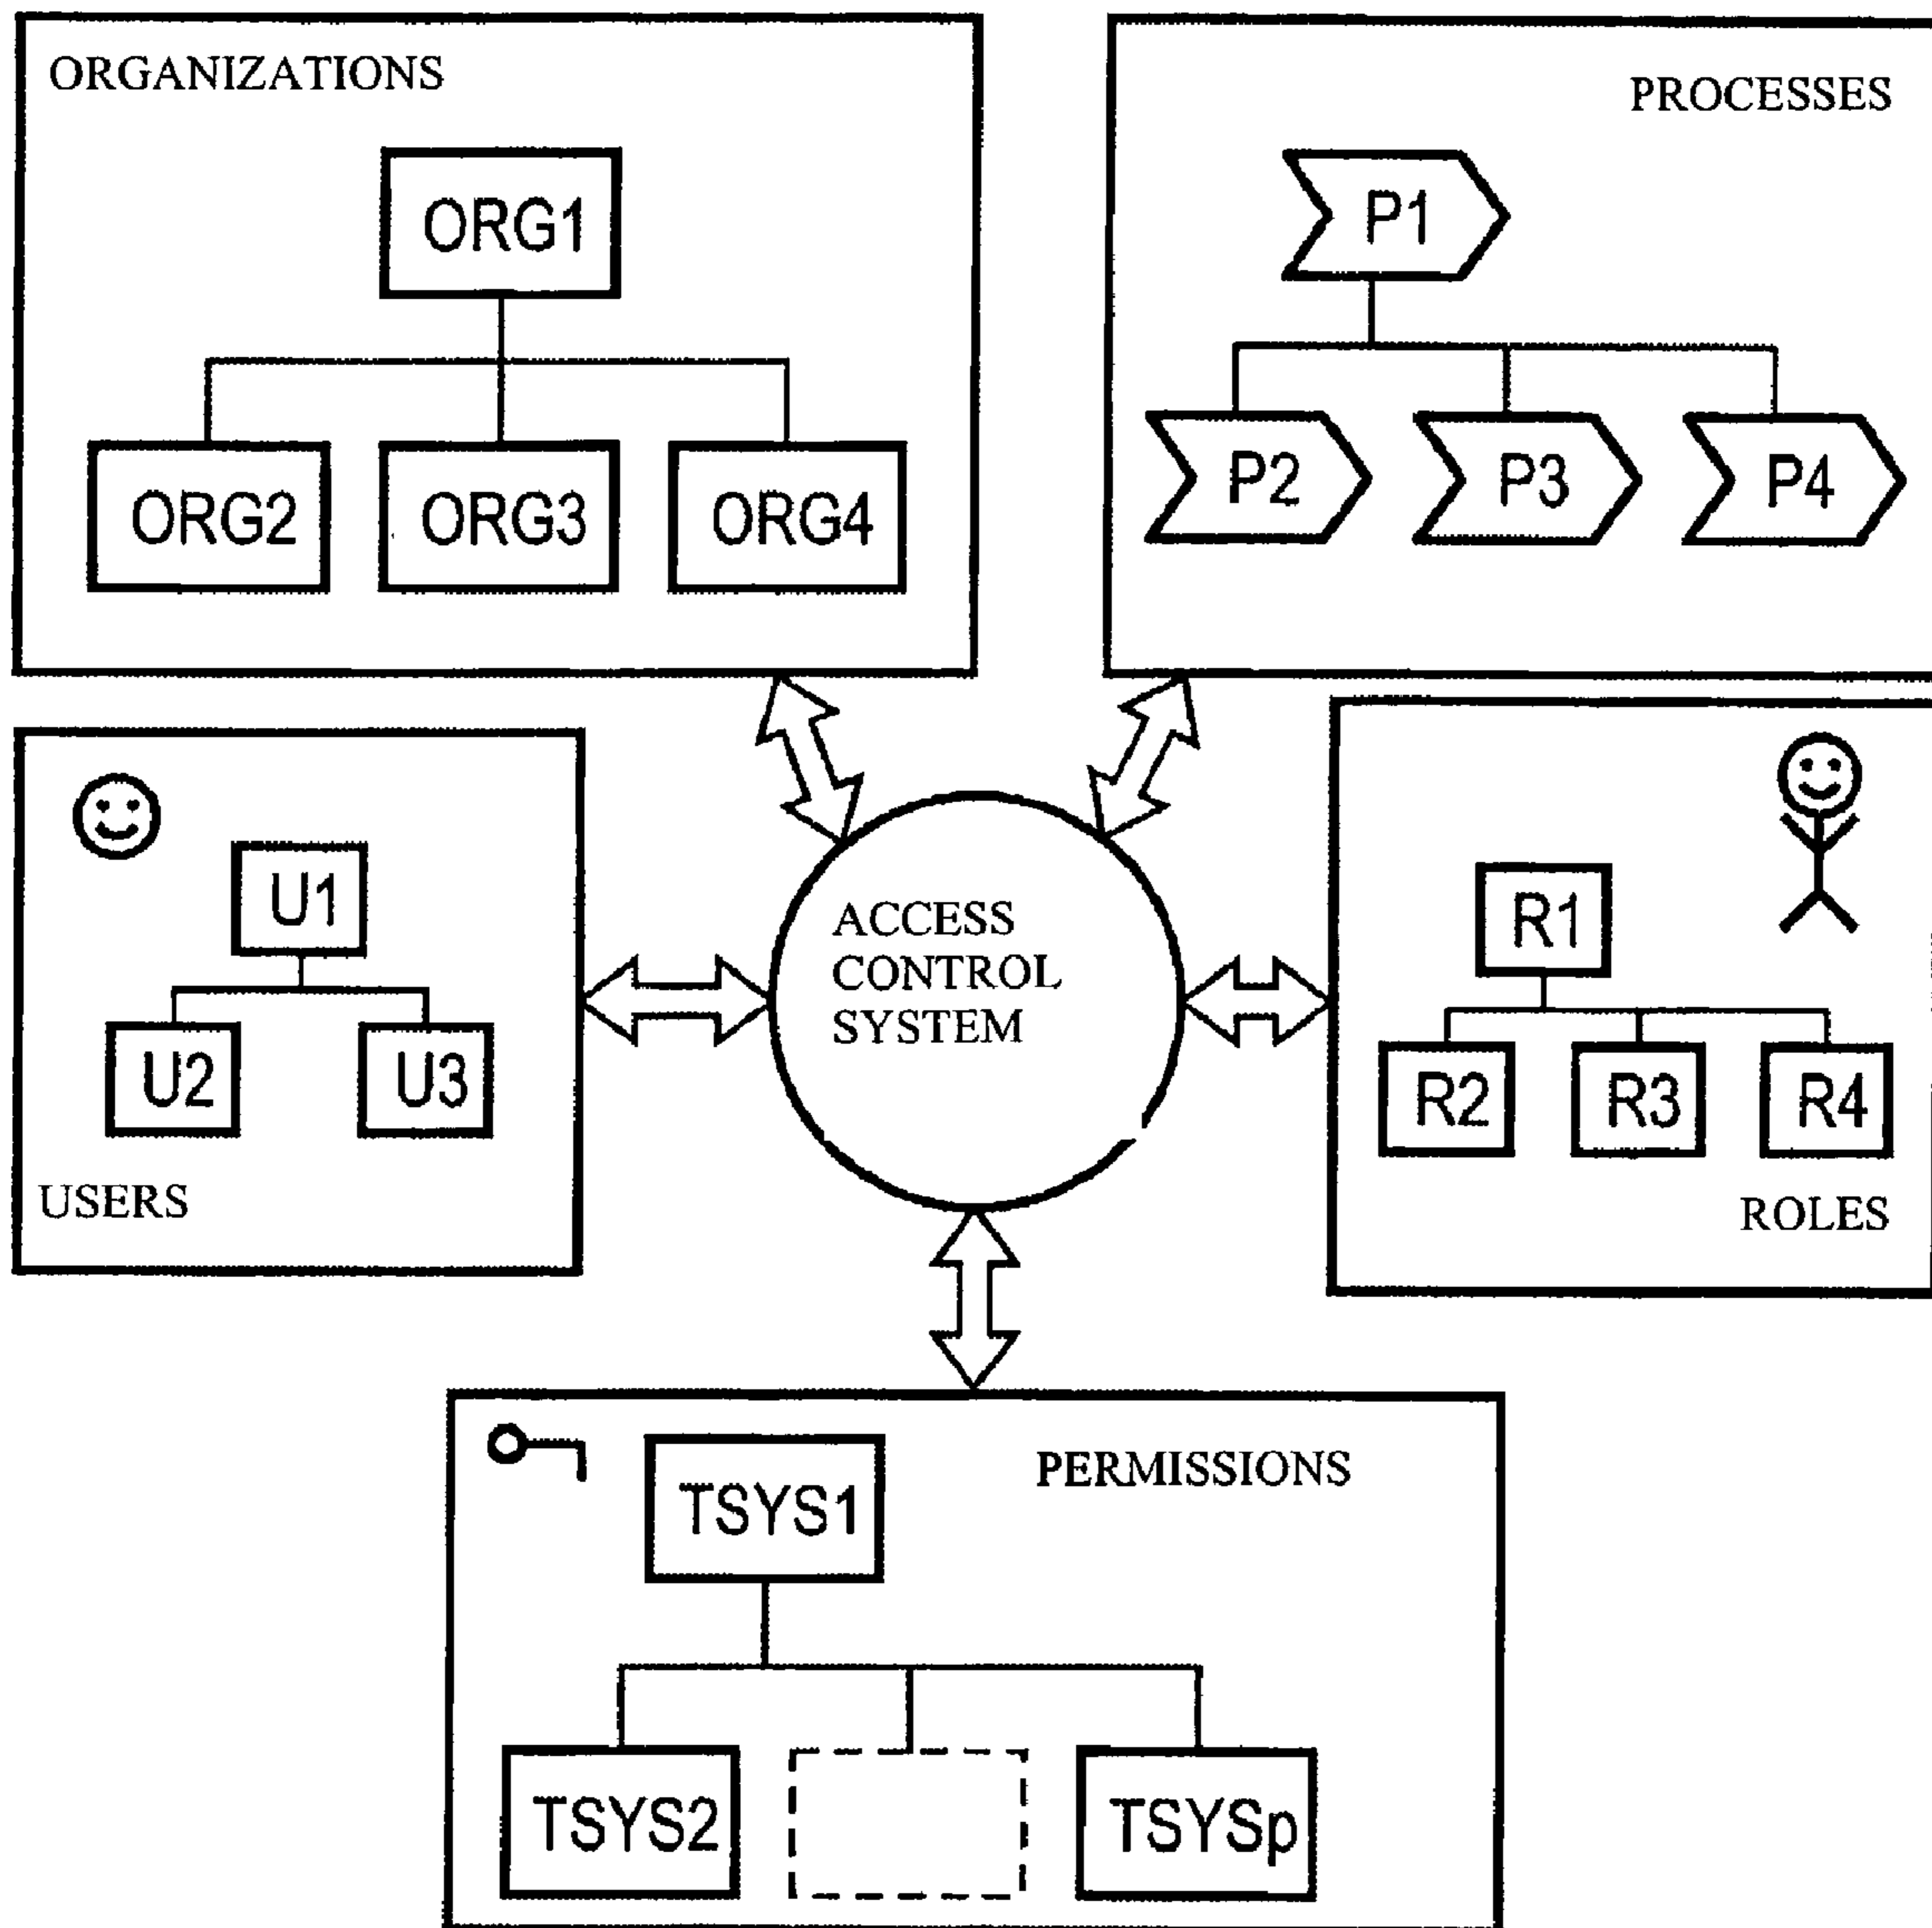 ORGANIZATIONS
ORG1
ORG2 ORG3 ORG4
PROCESSES
P1
P2 P3 P4
U1
U2 U3
USERS
ACCESS
CONTROL
SYSTEM
R1
R2 R3 R4
ROLES
PERMISSIONS
TSYS1
TSYS2 TSYSp